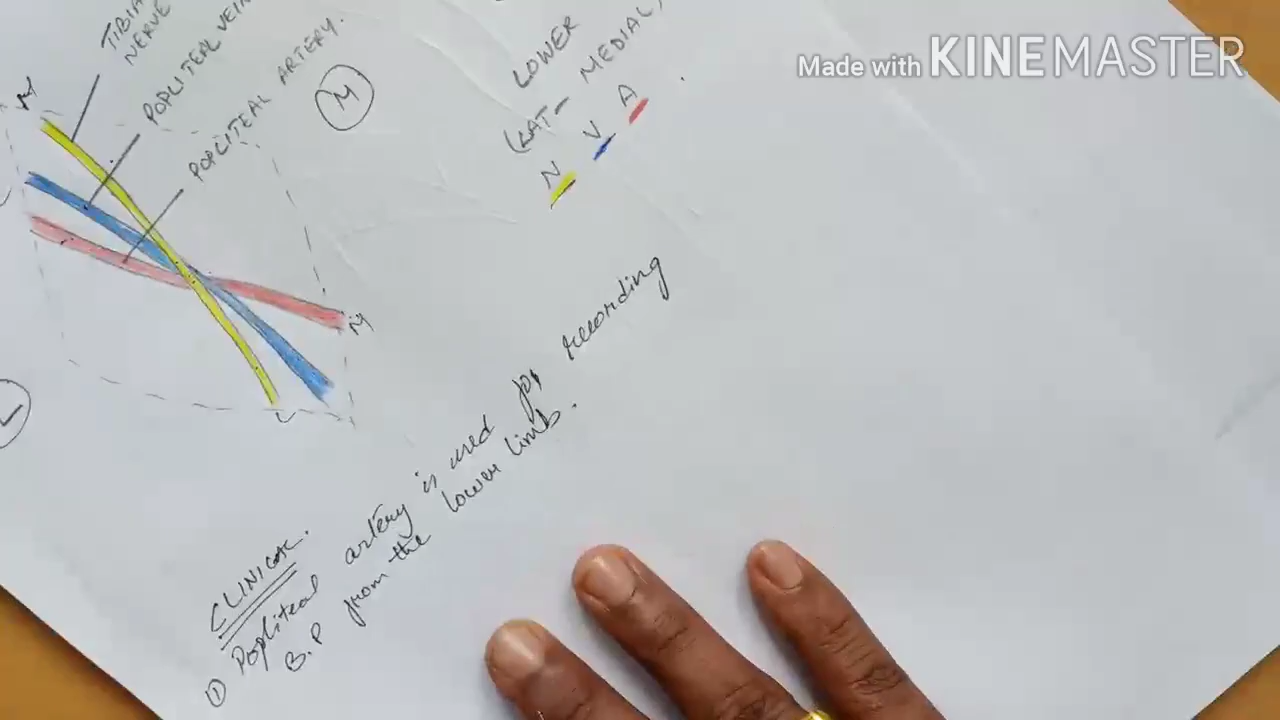 Made with KINEMASTER
NERVE
POPLITEAL VEIN
POPLITEAL ARTERY.
M
M
M
L
L
LOWER
(LAT- MEDIAL)
N V A
CLINICAL.
① Popliteal artery is used for recording
B.P from the lower limb.